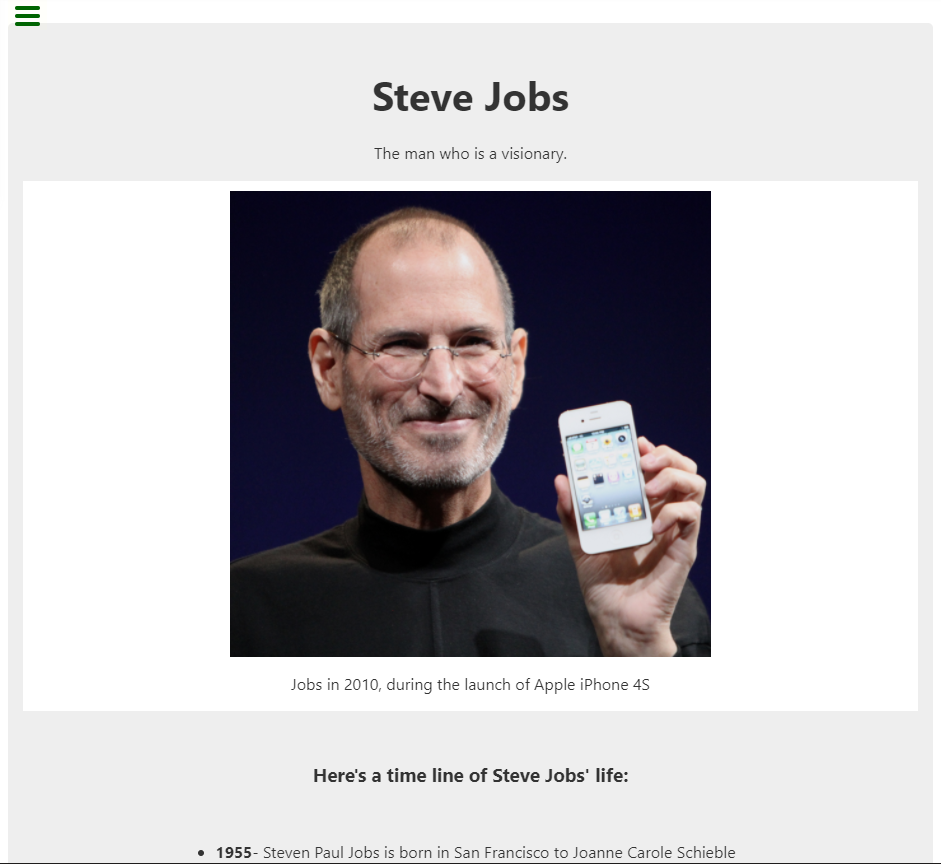 Steve Jobs
The man who is a visionary.
Jobs in 2010, during the launch of Apple iPhone 4S
Here's a time line of Steve Jobs' life:
1955- Steven Paul Jobs is born in San Francisco to Joanne Carole Schieble